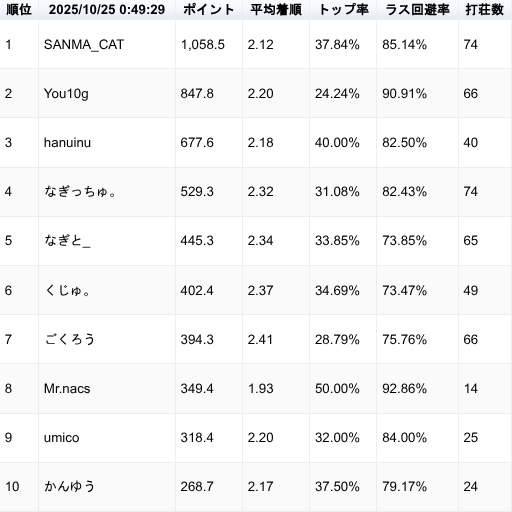 順位 2025/10/25 0:49:29 ポイント 平均着順 トップ率 ラス回避率 打荘数
1 SANMA_CAT 1,058.5 2.12 37.84% 85.14% 74
2 You10g 847.8 2.20 24.24% 90.91% 66
3 hanuinu 677.6 2.18 40.00% 82.50% 40
4 なぎっちゅ。 529.3 2.32 31.08% 82.43% 74
5 なぎと_ 445.3 2.34 33.85% 73.85% 65
6 くじゅ。 402.4 2.37 34.69% 73.47% 49
7 ごくろう 394.3 2.41 28.79% 75.76% 66
8 Mr.nacs 349.4 1.93 50.00% 92.86% 14
9 umico 318.4 2.20 32.00% 84.00% 25
10 かんゆう 268.7 2.17 37.50% 79.17% 24